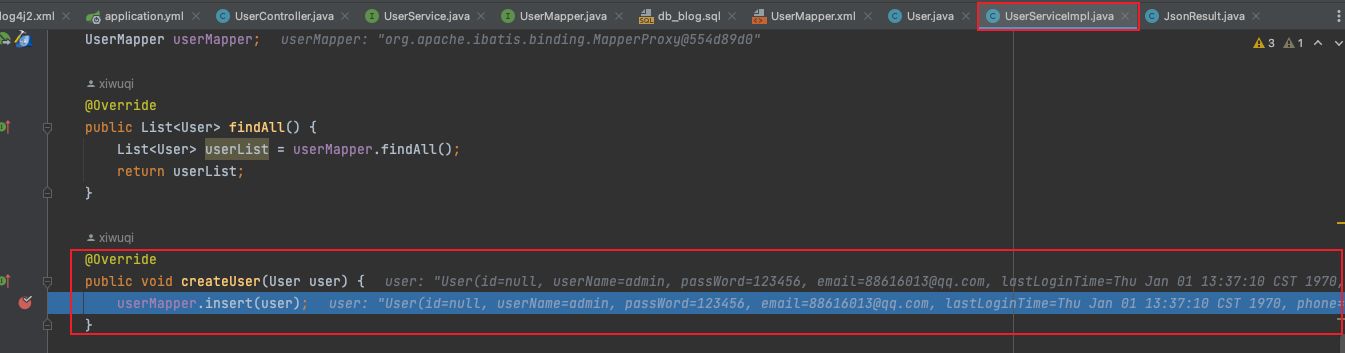 log4j2.xml application.yml UserController.java UserService.java UserMapper.java db_blog.sql UserMapper.xml User.java UserServiceImpl.java JsonResult.java
UserMapper userMapper; userMapper: "org.apache.ibatis.binding.MapperProxy@554d89d0"
3 1
xiwuqi
@Override
public List<User> findAll() {
List<User> userList = userMapper.findAll();
return userList;
}
xiwuqi
@Override
public void createUser(User user) { user: "User(id=null, userName=admin, passWord=123456, email=88616013@qq.com, lastLoginTime=Thu Jan 01 13:37:10 CST 1970,
userMapper.insert(user); user: "User(id=null, userName=admin, passWord=123456, email=88616013@qq.com, lastLoginTime=Thu Jan 01 13:37:10 CST 1970, phone=
}